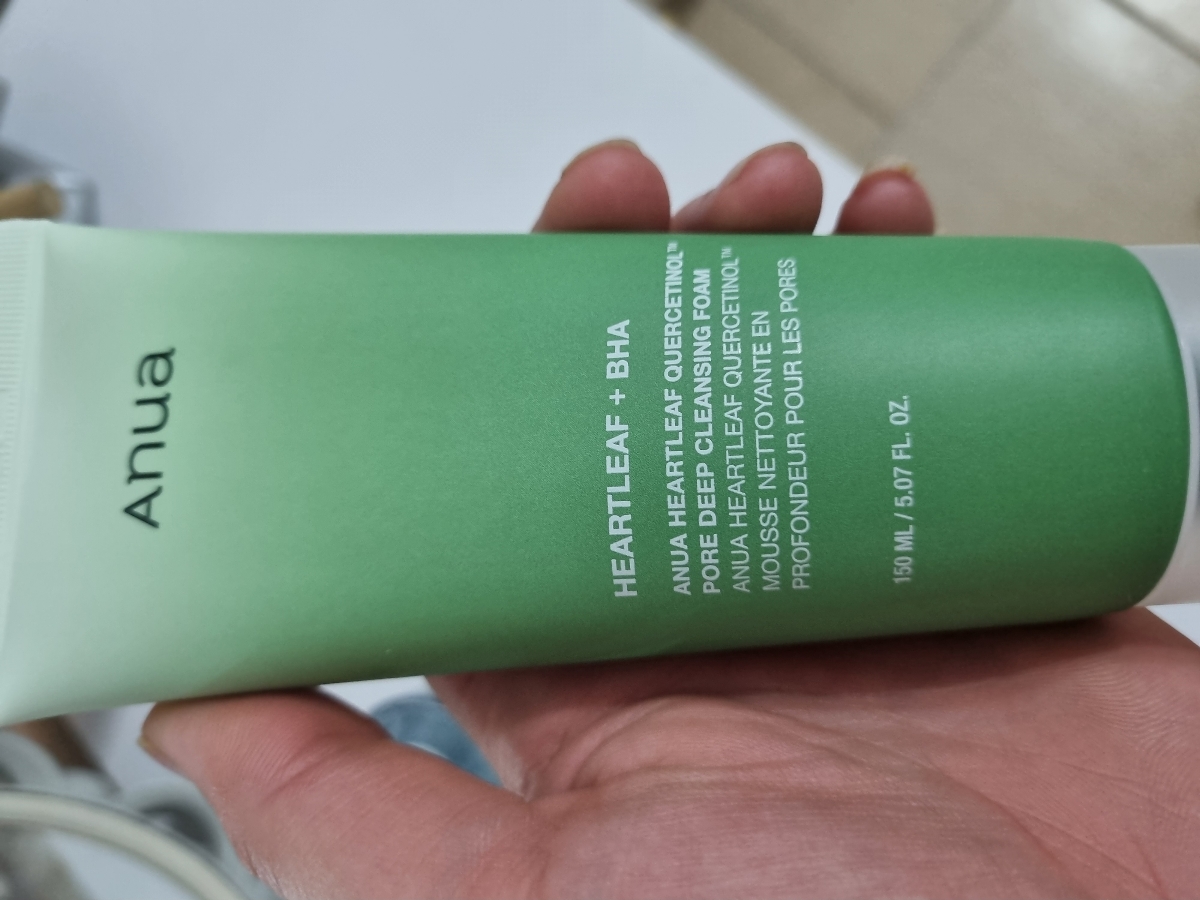 Anua
HEARTLEAF + BHA
ANUA HEARTLEAF QUERCETINOL™
PORE DEEP CLEANSING FOAM
ANUA HEARTLEAF QUERCETINOL™
MOUSSE NETTOYANTE EN
PROFONDEUR POUR LES PORES
150 ML / 5.07 FL. OZ.